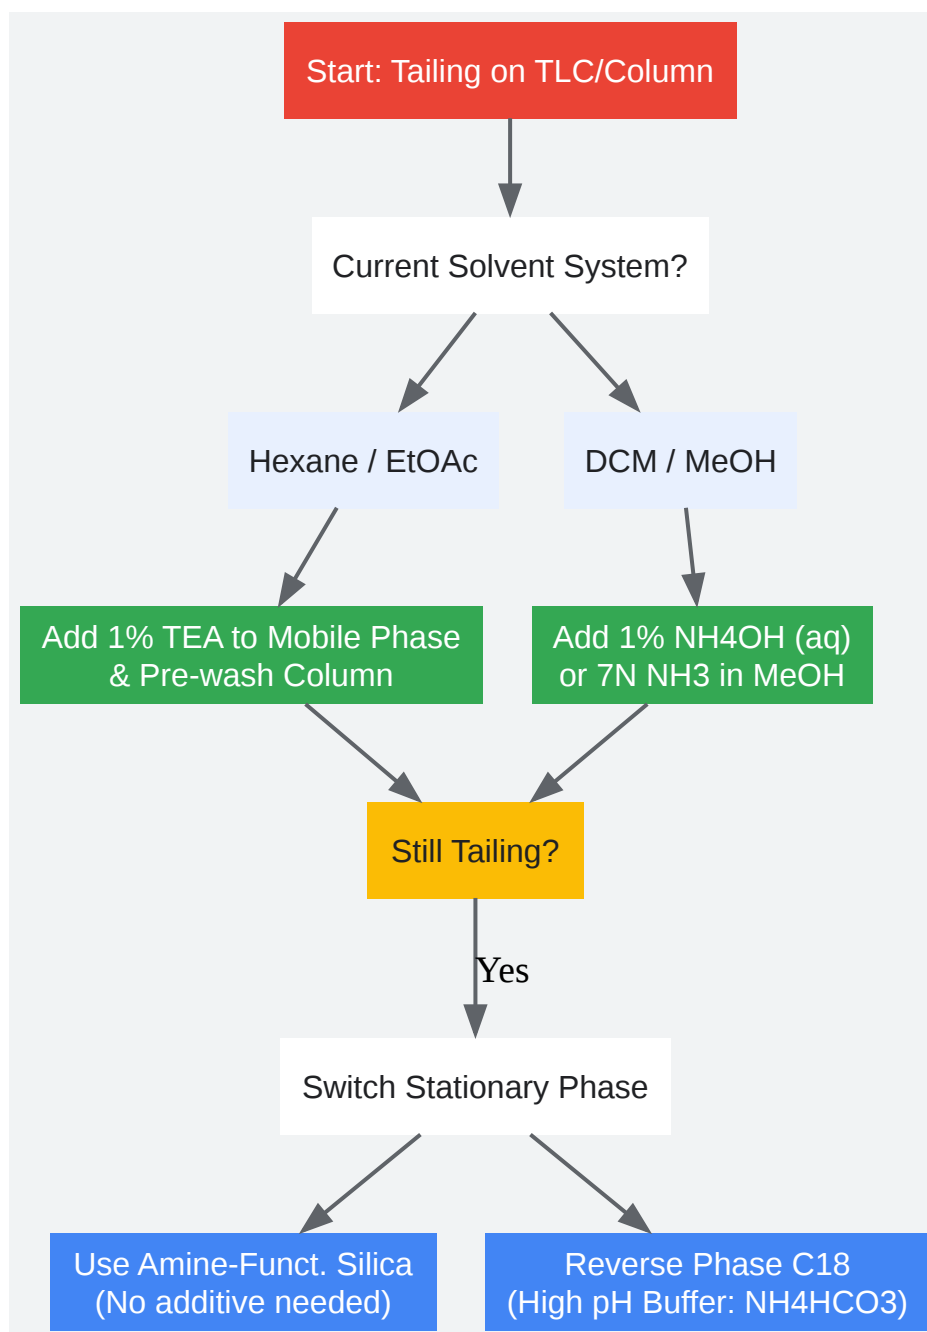 Start: Tailing on TLC/Column
Current Solvent System?
Hexane / EtOAc
DCM / MeOH
Add 1% TEA to Mobile Phase
& Pre-wash Column
Add 1% NH4OH (aq)
or 7N NH3 in MeOH
Still Tailing?
Yes
Switch Stationary Phase
Use Amine-Funct. Silica
(No additive needed)
Reverse Phase C18
(High pH Buffer: NH4HCO3)